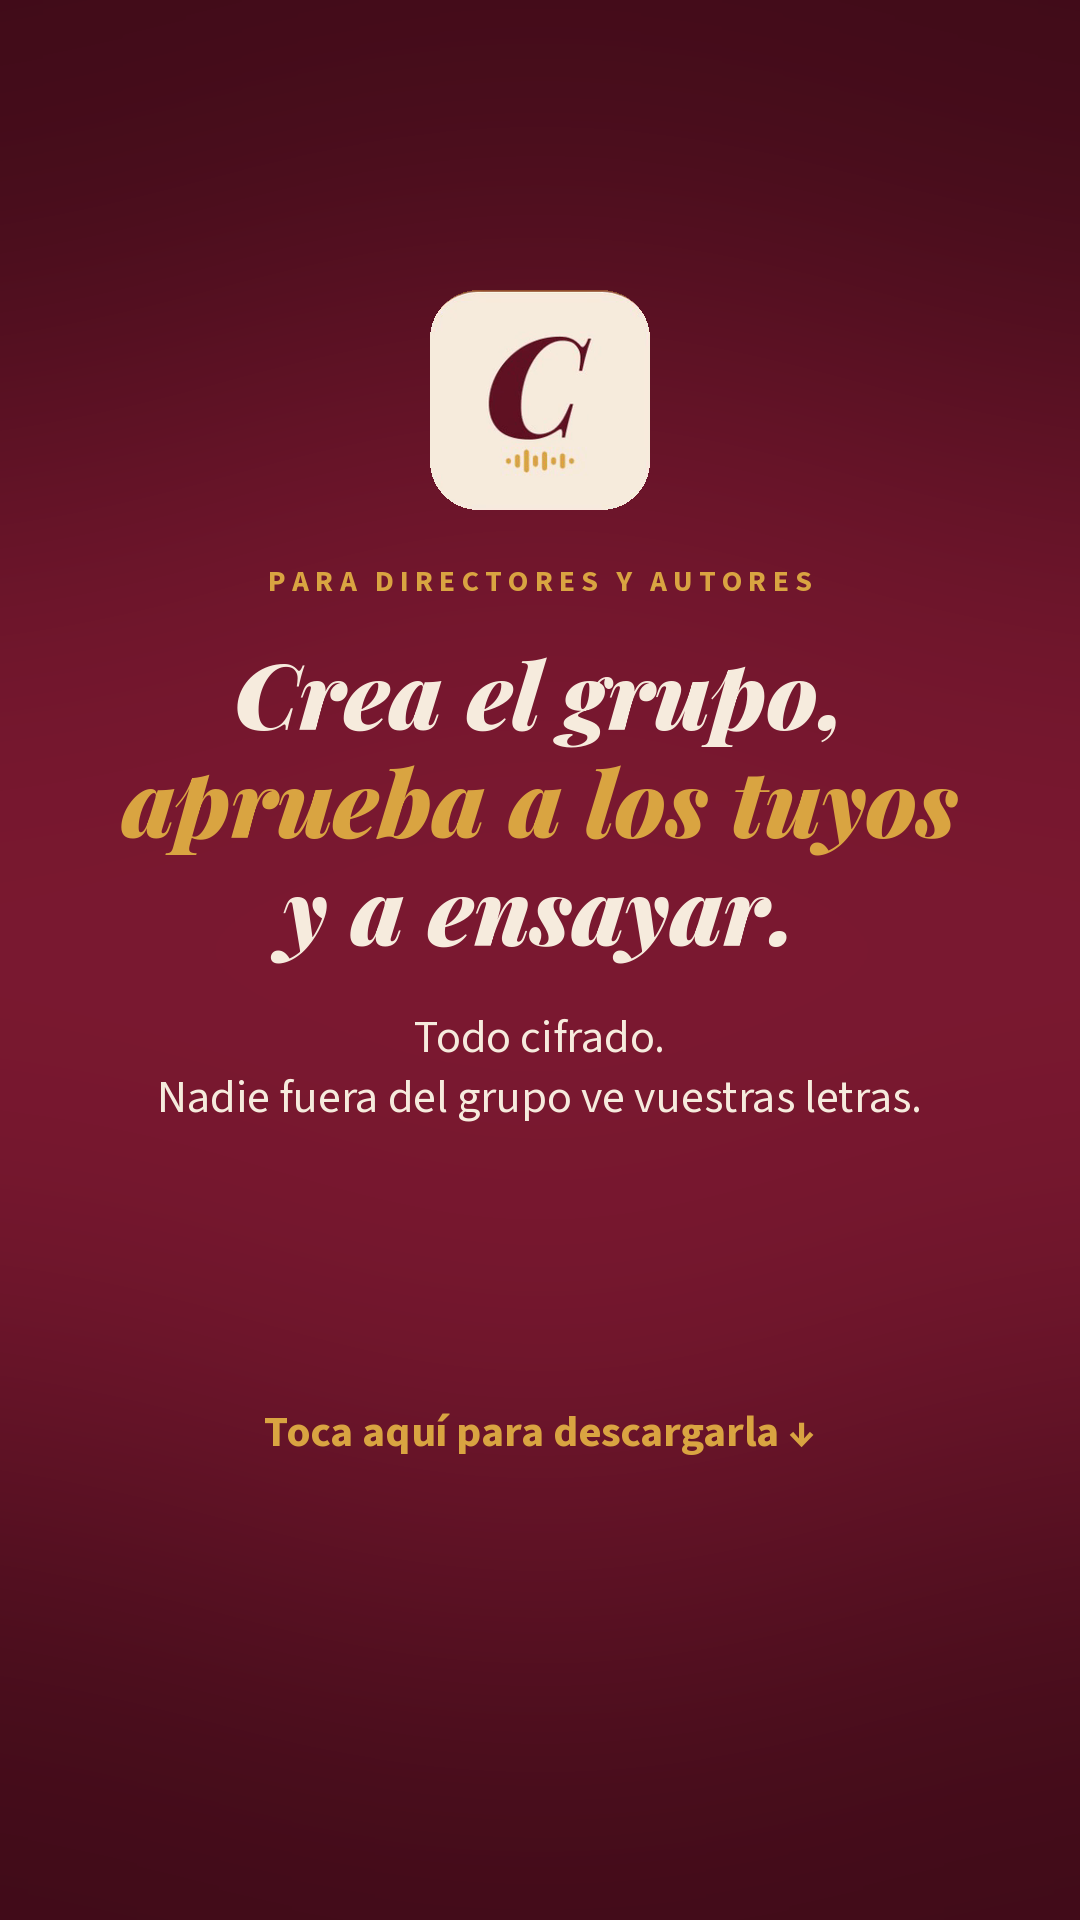 C
PARA DIRECTORES Y AUTORES
Crea el grupo,
aprueba a los tuyos
y a ensayar.
Todo cifrado.
Nadie fuera del grupo ve vuestras letras.
Toca aquí para descargarla ↓